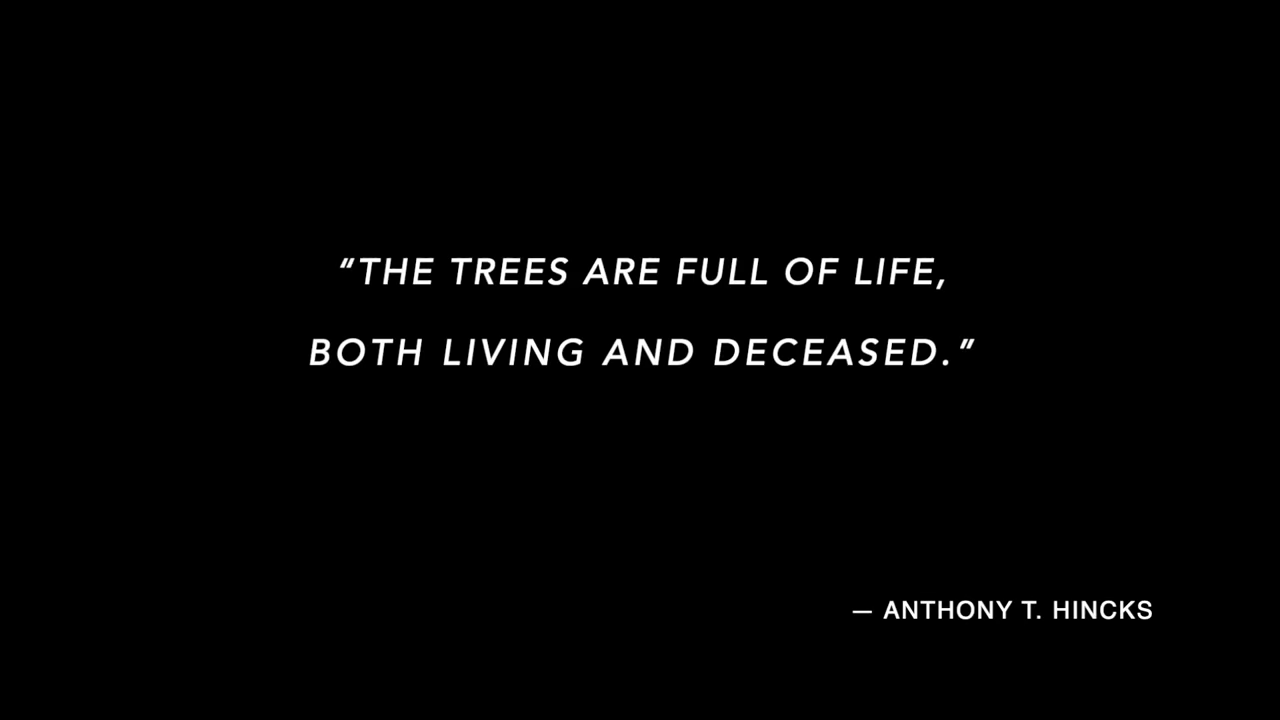 “THE TREES ARE FULL OF LIFE,
BOTH LIVING AND DECEASED.”
— ANTHONY T. HINCKS